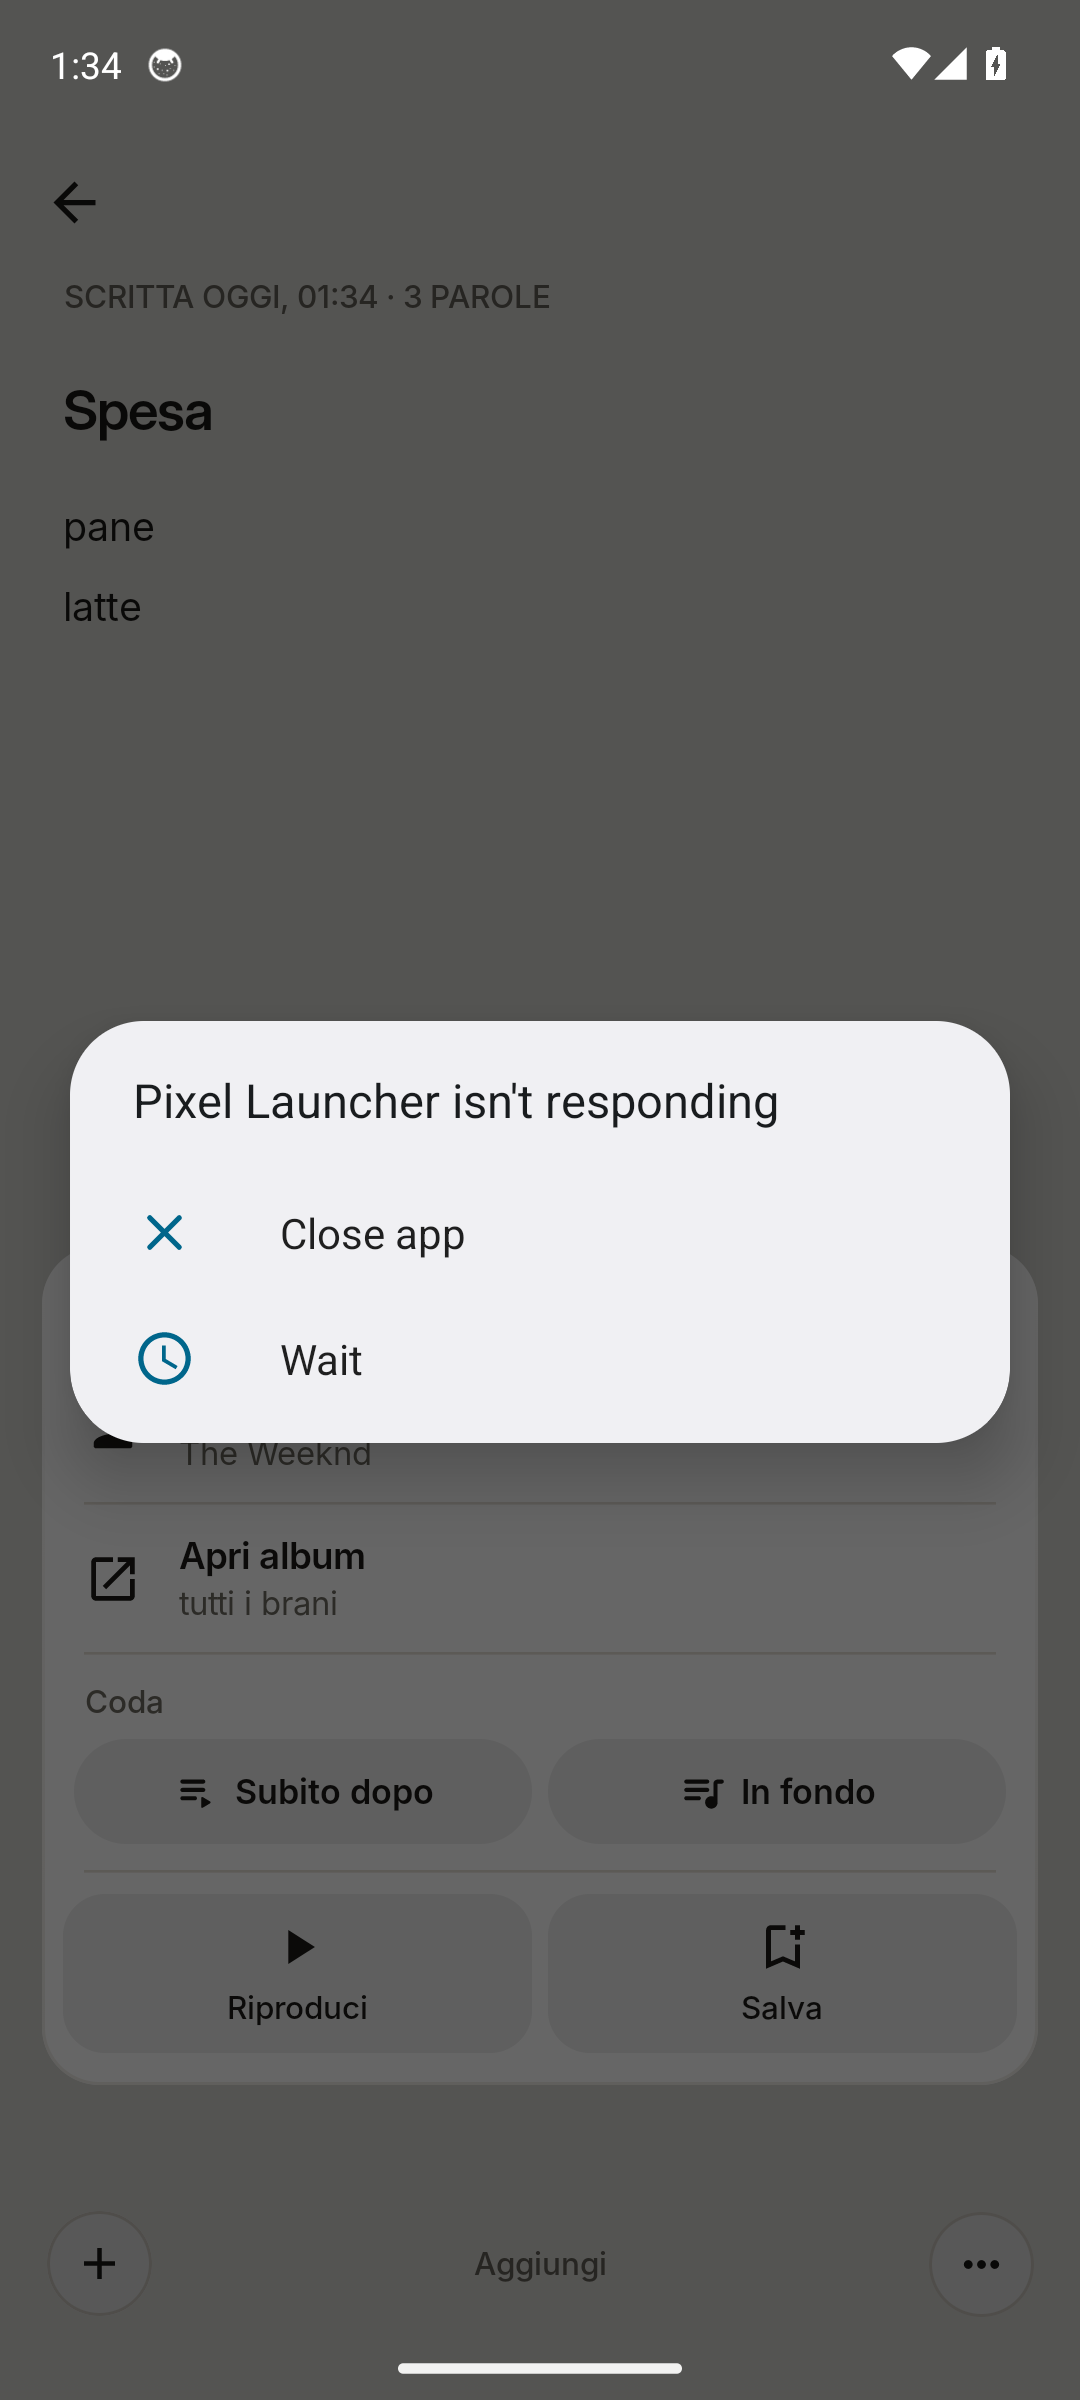 1:34
SCRITTA OGGI, 01:34 · 3 PAROLE
Spesa
pane
latte
Pixel Launcher isn't responding
Close app
Wait
The Weeknd
Apri album
tutti i brani
Coda
Subito dopo
In fondo
Riproduci
Salva
Aggiungi